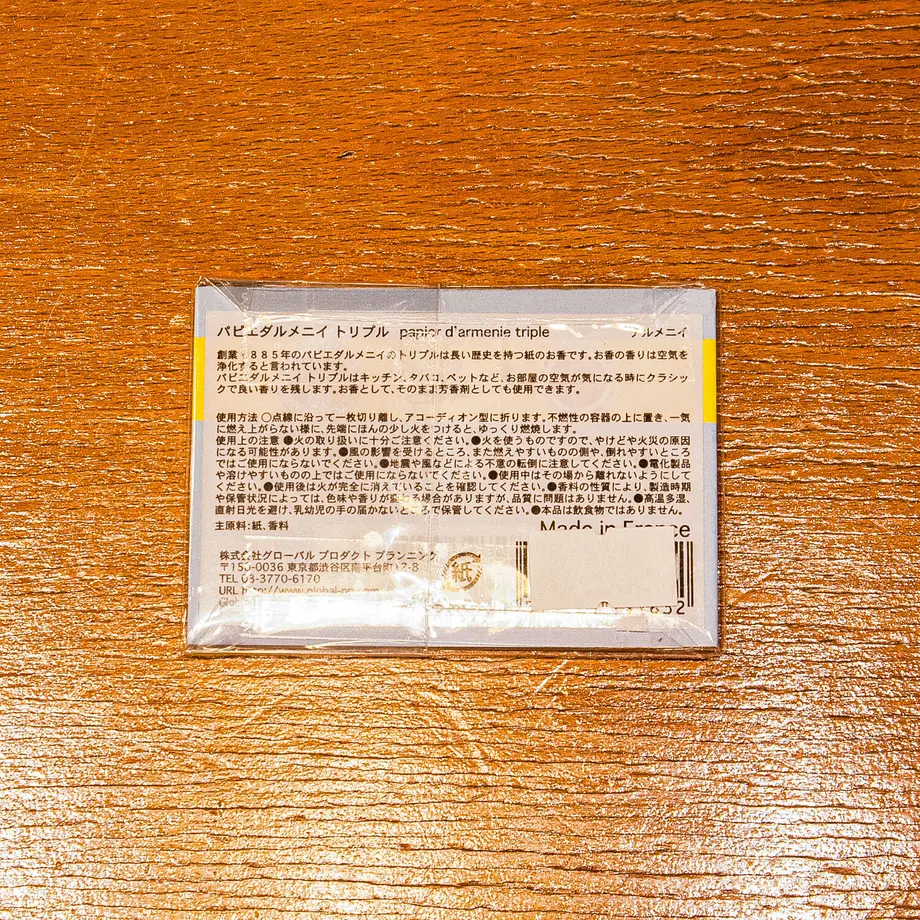 パピエダルメニイ トリプル papier d'armenie triple ルメニイ
創業1885年のパピエダルメニイのトリプルは長い歴史を持つ紙のお香です。お香の香りは空気を
浄化すると言われています。
パピエダルメニイ トリプルはキッチン、タバコ、ペットなど、お部屋の空気が気になる時にクラシッ
クで良い香りを残します。お香として、そのまま芳香剤としても使用できます。
使用方法 ○点線に沿って一枚切り離し、アコーディオン型に折ります。不燃性の容器の上に置き、一気
に燃え上がらない様に、先端にほんの少し火をつけると、ゆっくり燃焼します。
使用上の注意 ●火の取り扱いに十分ご注意ください。●火を使うものですので、やけどや火災の原因
になる可能性があります。●風の影響を受けるところ、また燃えやすいものの側や、倒れやすいところ
ではご使用にならないでください。●地震や風などによる不意の転倒に注意してください。●電化製品
や溶けやすいものの上ではご使用にならないでください。●使用中はその場から離れないようにして
ください。●使用後は火が完全に消えていることを確認してください。●香料の性質により、製造時期
や保管状況によっては、色味や香りが変わる場合がありますが、品質に問題はありません。●高温多湿、
直射日光を避け、乳幼児の手の届かないところで保管してください。●本品は飲食物ではありません。
主原料:紙、香料 Made in France
株式会社グローバル プロダクト プランニング
〒150-0036 東京都渋谷区南平台町12-8
紙
TEL 03-3770-6170
URL http://www.global-pp.com